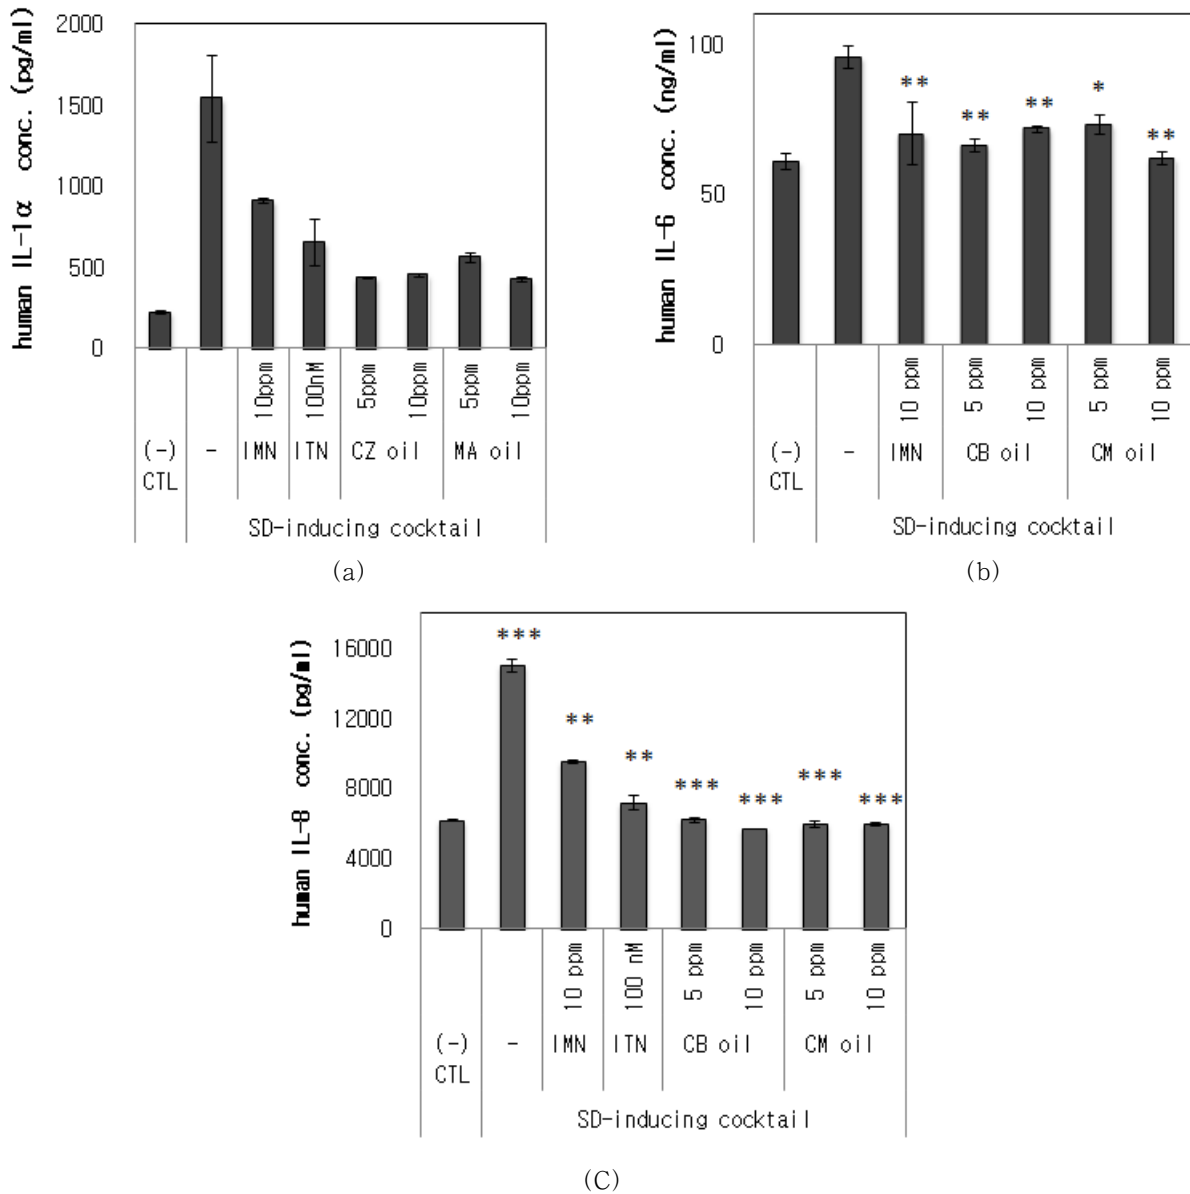 human IL-1α conc. (pg/ml)
2000
1500
1000
500
0
10ppm
100nM
5ppm
10ppm
5ppm
10ppm
(-) - IMN ITN CZ oil MA oil
CTL
SD-inducing cocktail
(a)
human IL-6 conc. (ng/ml)
100
50
0
** ** ** * **
10 ppm
5 ppm
10 ppm
5 ppm
10 ppm
(-) - IMN CB oil CM oil
CTL
SD-inducing cocktail
(b)
human IL-8 conc. (pg/ml)
16000
12000
8000
4000
0
*** ** ** *** *** *** ***
10 ppm
100 nM
5 ppm
10 ppm
5 ppm
10 ppm
(-) - IMN ITN CB oil CM oil
CTL
SD-inducing cocktail
(C)